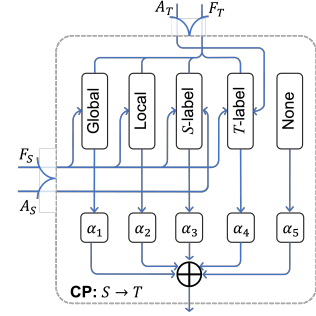 A_T F_T
Global Local S-label T-label None
F_S
A_S
α_1 α_2 α_3 α_4 α_5
CP: S → T